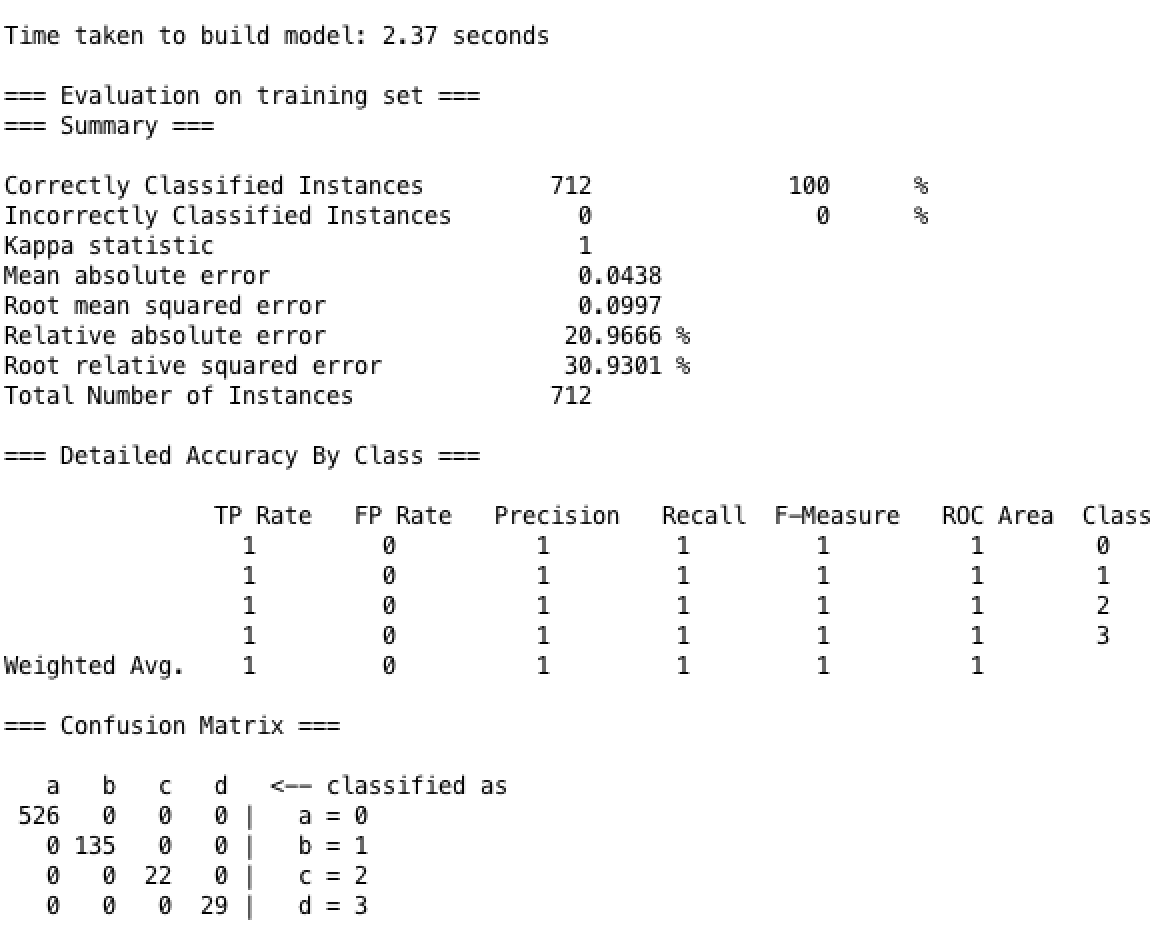 Time taken to build model: 2.37 seconds
=== Evaluation on training set ===
=== Summary ===
Correctly Classified Instances         712              100      %
Incorrectly Classified Instances         0                0      %
Kappa statistic                          1
Mean absolute error                      0.0438
Root mean squared error                  0.0997
Relative absolute error                 20.9666 %
Root relative squared error             30.9301 %
Total Number of Instances              712
=== Detailed Accuracy By Class ===
               TP Rate   FP Rate   Precision   Recall  F-Measure   ROC Area  Class
                 1         0          1         1         1          1        0
                 1         0          1         1         1          1        1
                 1         0          1         1         1          1        2
                 1         0          1         1         1          1        3
Weighted Avg.    1         0          1         1         1          1
=== Confusion Matrix ===
   a   b   c   d   <-- classified as
 526   0   0   0 |   a = 0
   0 135   0   0 |   b = 1
   0   0  22   0 |   c = 2
   0   0   0  29 |   d = 3